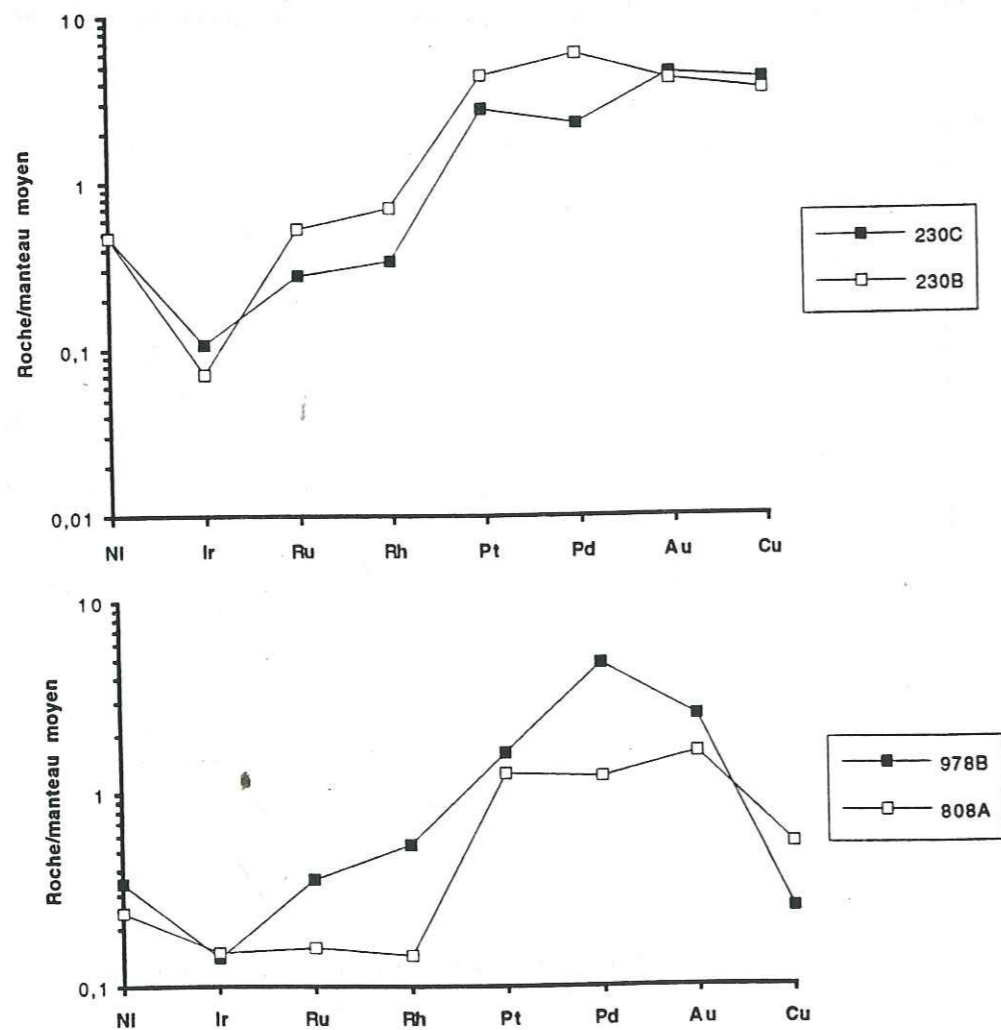 10
1
0,1
0,01
Roche/manteau moyen
NI Ir Ru Rh Pt Pd Au Cu
230C
230B
10
1
0,1
Roche/manteau moyen
NI Ir Ru Rh Pt Pd Au Cu
978B
808A